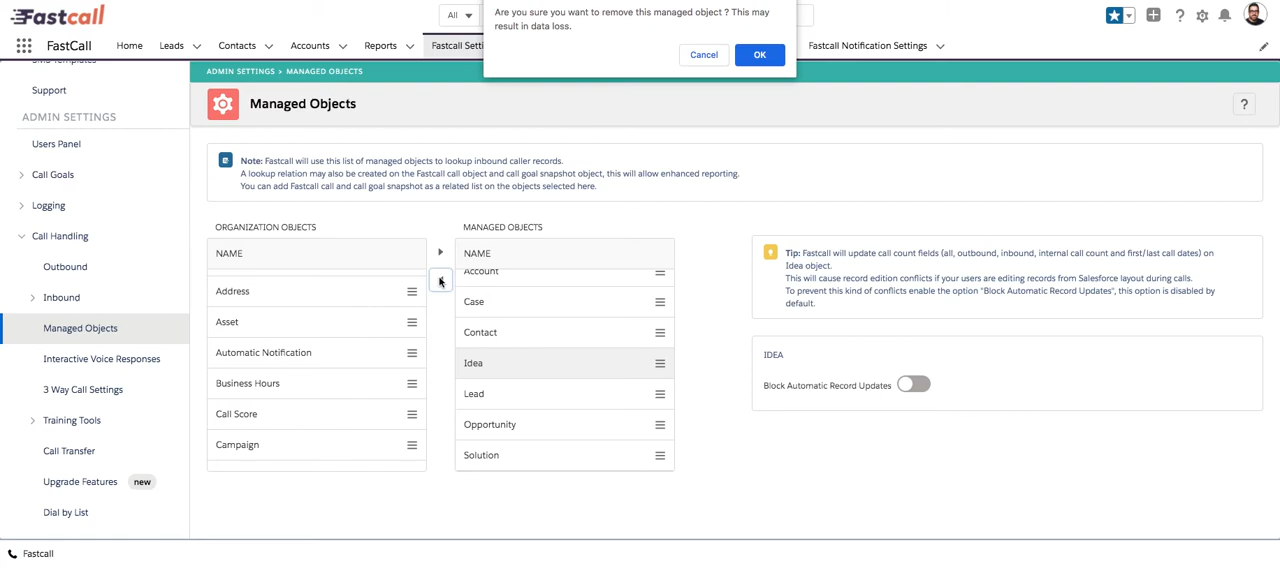 Fastcall
All
Are you sure you want to remove this managed object ? This may
result in data loss.
Cancel
OK
FastCall
Home
Leads
Contacts
Accounts
Reports
Fastcall Setti
Fastcall Notification Settings
SMS Templates
Support
ADMIN SETTINGS
Users Panel
Call Goals
Logging
Call Handling
Outbound
Inbound
Managed Objects
Interactive Voice Responses
3 Way Call Settings
Training Tools
Call Transfer
Upgrade Features new
Dial by List
ADMIN SETTINGS > MANAGED OBJECTS
Managed Objects
?
Note: Fastcall will use this list of managed objects to lookup inbound caller records.
A lookup relation may also be created on the Fastcall call object and call goal snapshot object, this will allow enhanced reporting.
You can add Fastcall call and call goal snapshot as a related list on the objects selected here.
ORGANIZATION OBJECTS
NAME
Address
Asset
Automatic Notification
Business Hours
Call Score
Campaign
MANAGED OBJECTS
NAME
Account
Case
Contact
Idea
Lead
Opportunity
Solution
Tip: Fastcall will update call count fields (all, outbound, inbound, internal call count and first/last call dates) on
Idea object.
This will cause record edition conflicts if your users are editing records from Salesforce layout during calls.
To prevent this kind of conflicts enable the option "Block Automatic Record Updates", this option is disabled by
default.
IDEA
Block Automatic Record Updates
Fastcall